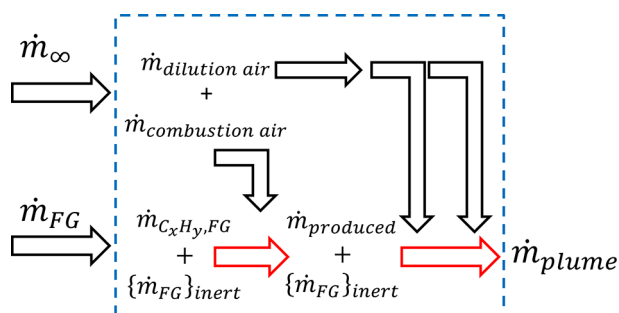 ṁ∞
ṁdilution air
+
ṁcombustion air
ṁFG
ṁCxHy,FG
+
{ṁFG}inert
ṁproduced
+
{ṁFG}inert
ṁplume